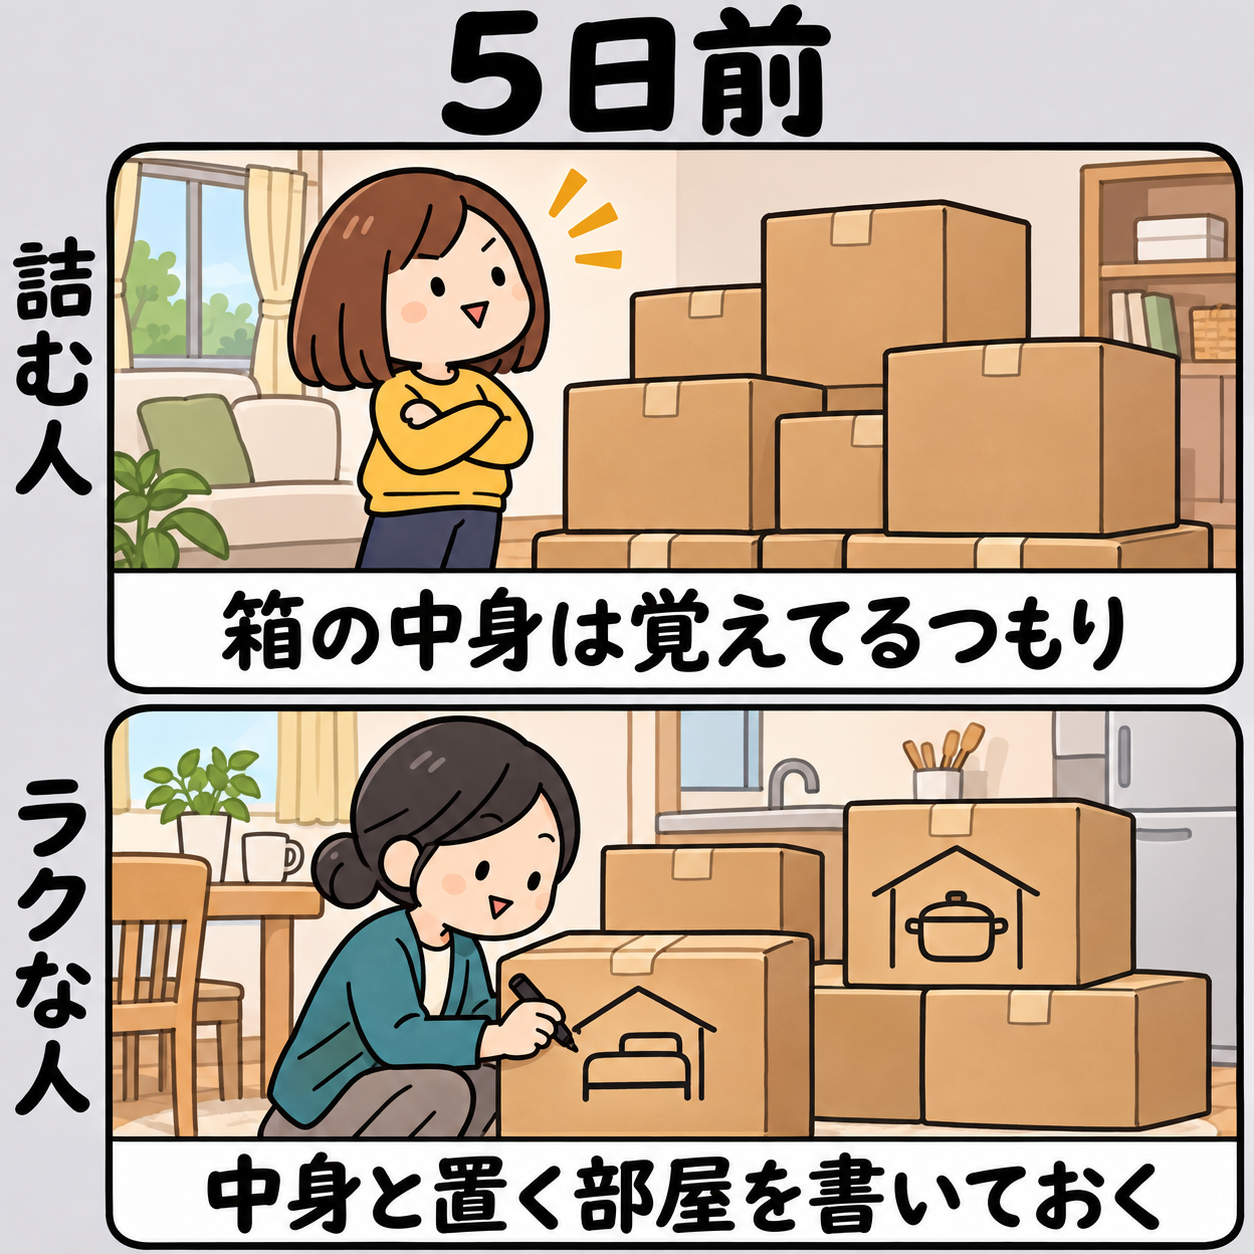 5日前
詰む人
箱の中身は覚えてるつもり
ラクな人
中身と置く部屋を書いておく